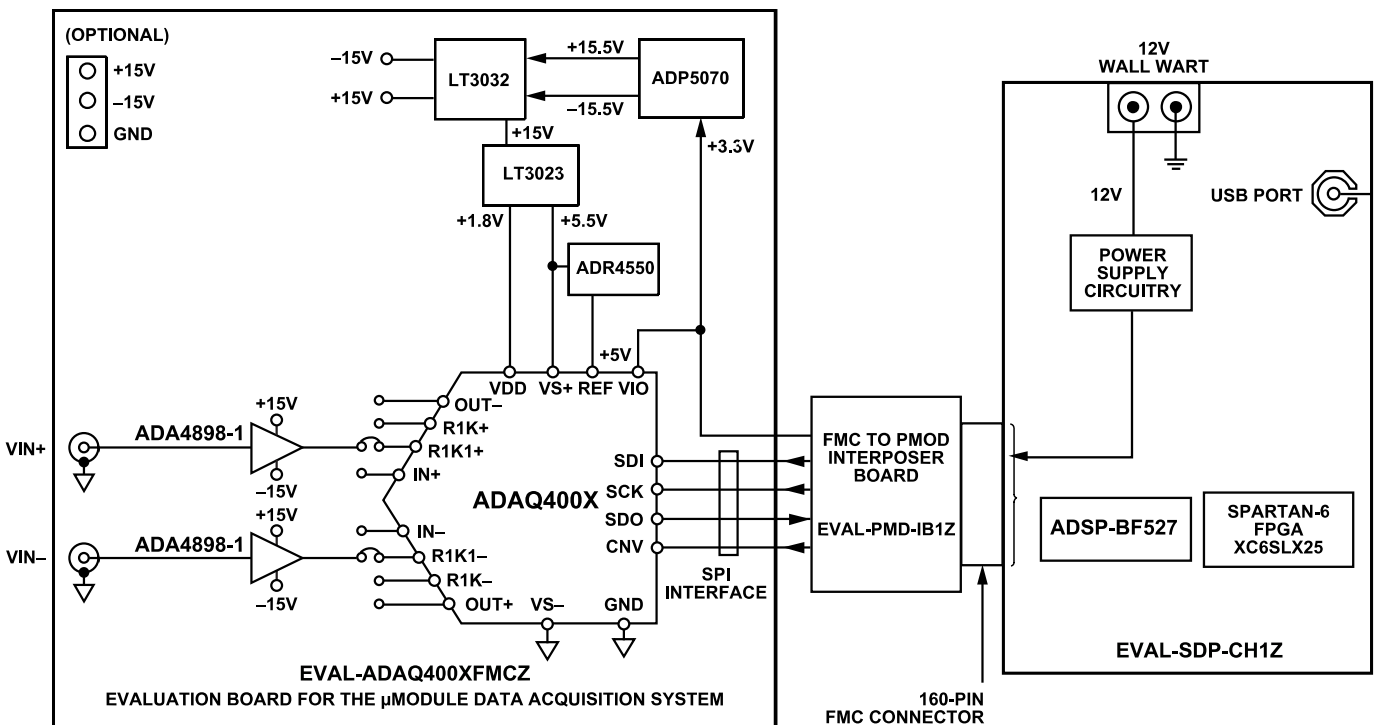 (OPTIONAL)
+15V
–15V
GND
–15V
+15V
LT3032
+15.5V
–15.5V
ADP5070
+15V
+3.3V
LT3023
+1.8V
+5.5V
ADR4550
+5V
VDD
VS+
REF
VIO
OUT–
R1K+
R1K1+
IN+
IN–
R1K1–
R1K–
OUT+
VS–
GND
ADAQ400X
SDI
SCK
SDO
CNV
VIN+
ADA4898-1
+15V
–15V
VIN–
ADA4898-1
+15V
–15V
SPI
INTERFACE
EVAL-ADAQ400XFMCZ
EVALUATION BOARD FOR THE µMODULE DATA ACQUISITION SYSTEM
FMC TO PMOD
INTERPOSER
BOARD
EVAL-PMD-IB1Z
160-PIN
FMC CONNECTOR
12V
WALL WART
12V
USB PORT
POWER
SUPPLY
CIRCUITRY
ADSP-BF527
SPARTAN-6
FPGA
XC6SLX25
EVAL-SDP-CH1Z